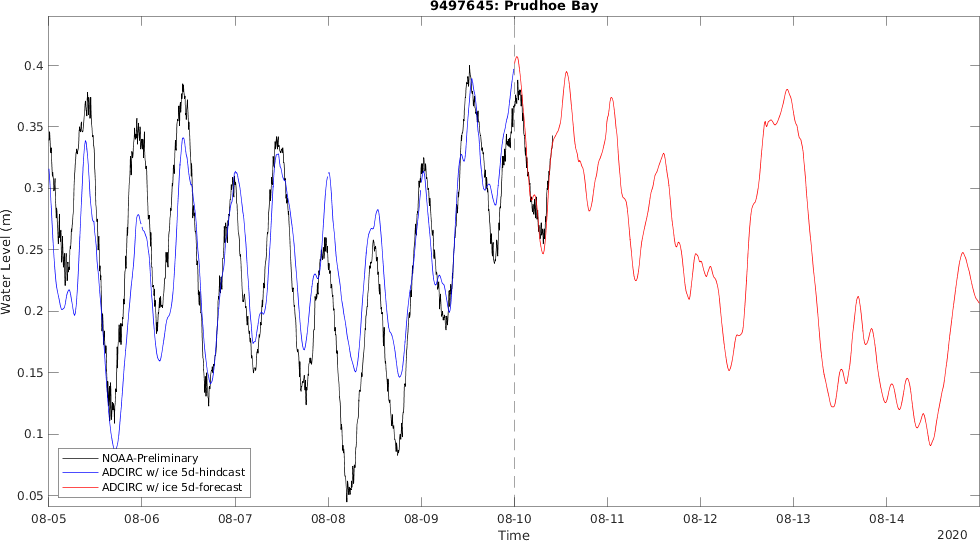 9497645: Prudhoe Bay
Water Level (m)
0.4
0.35
0.3
0.25
0.2
0.15
0.1
0.05
NOAA-Preliminary
ADCIRC w/ ice 5d-hindcast
ADCIRC w/ ice 5d-forecast
08-05 08-06 08-07 08-08 08-09 08-10 08-11 08-12 08-13 08-14
Time
2020